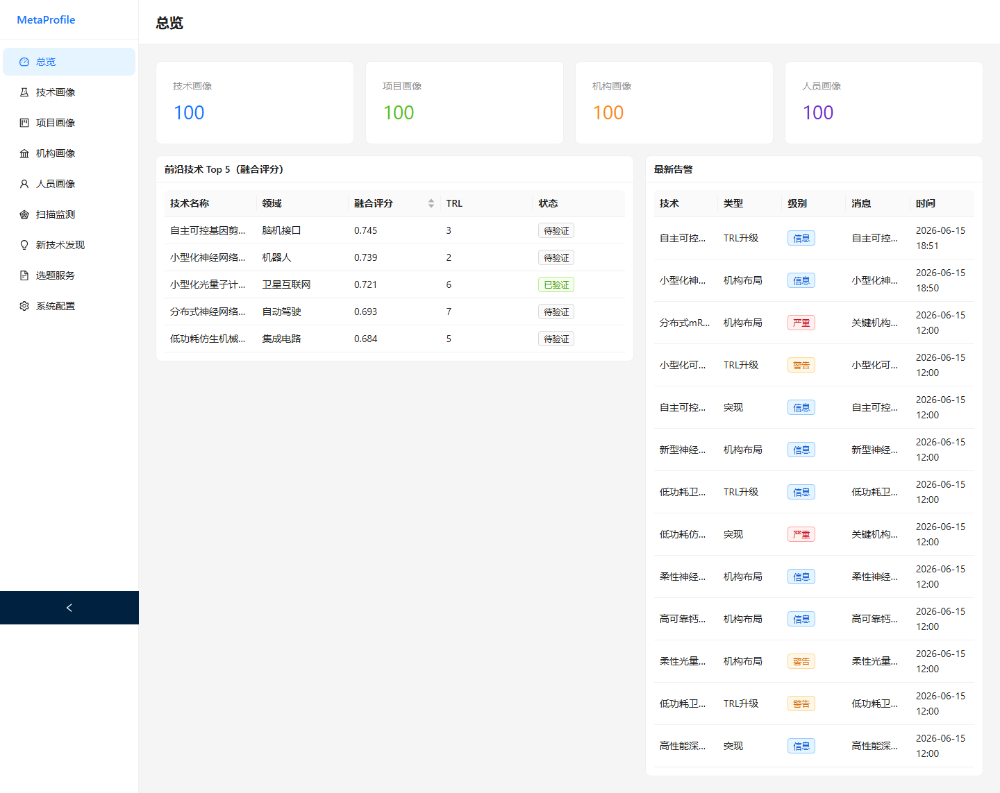 MetaProfile
总览
技术画像
项目画像
机构画像
人员画像
扫描监测
新技术发现
选题服务
系统配置
总览
技术画像 项目画像 机构画像 人员画像
100 100 100 100
前沿技术 Top 5（融合评分）
技术名称 领域 融合评分 TRL 状态
自主可控基因剪... 脑机接口 0.745 3 待验证
小型化神经网络... 机器人 0.739 2 待验证
小型化光量子计... 卫星互联网 0.721 6 已验证
分布式神经网络... 自动驾驶 0.693 7 待验证
低功耗仿生机械... 集成电路 0.684 5 待验证
最新告警
技术 类型 级别 消息 时间
自主可控... TRL升级 信息 自主可控... 2026-06-15
18:51
小型化神... 机构布局 信息 小型化神... 2026-06-15
18:50
分布式mR... 机构布局 严重 关键机构... 2026-06-15
12:00
小型化可... TRL升级 警告 小型化可... 2026-06-15
12:00
自主可控... 突现 信息 自主可控... 2026-06-15
12:00
新型神经... 机构布局 信息 新型神经... 2026-06-15
12:00
低功耗卫... TRL升级 信息 低功耗卫... 2026-06-15
12:00
低功耗仿... 突现 严重 关键机构... 2026-06-15
12:00
柔性神经... 机构布局 信息 柔性神经... 2026-06-15
12:00
高可靠钙... 机构布局 信息 高可靠钙... 2026-06-15
12:00
柔性光量... 机构布局 警告 柔性光量... 2026-06-15
12:00
低功耗卫... TRL升级 警告 低功耗卫... 2026-06-15
12:00
高性能深... 突现 信息 高性能深... 2026-06-15
12:00